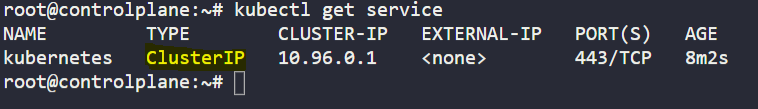 root@controlplane:~# kubectl get service
NAME TYPE CLUSTER-IP EXTERNAL-IP PORT(S) AGE
kubernetes ClusterIP 10.96.0.1 <none> 443/TCP 8m2s
root@controlplane:~#